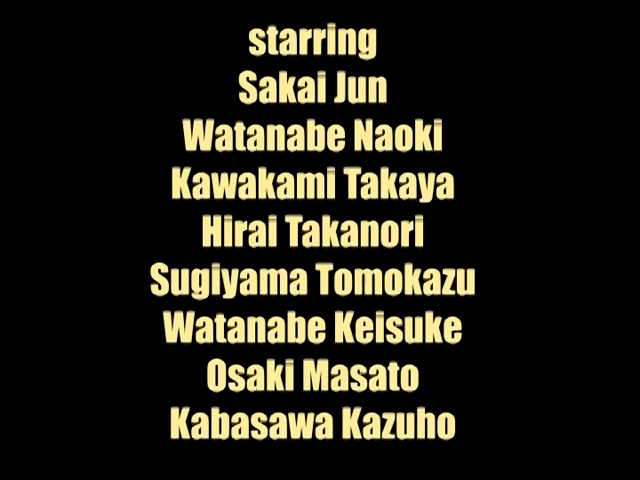 starring
Sakai Jun
Watanabe Naoki
Kawakami Takaya
Hirai Takanori
Sugiyama Tomokazu
Watanabe Keisuke
Osaki Masato
Kabasawa Kazuho